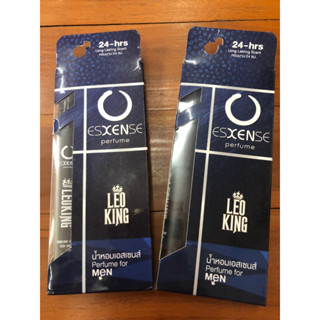 24-hrs
Long Lasting Scent
ESXENSE
perfume
LEO
KING
น้ำหอมเอสเซนส์
Perfume for
MEN
LEOKING
24-hrs
Long Lasting Scent
ESXENSE
perfume
LEO
KING
น้ำหอมเอสเซนส์
Perfume for
MEN